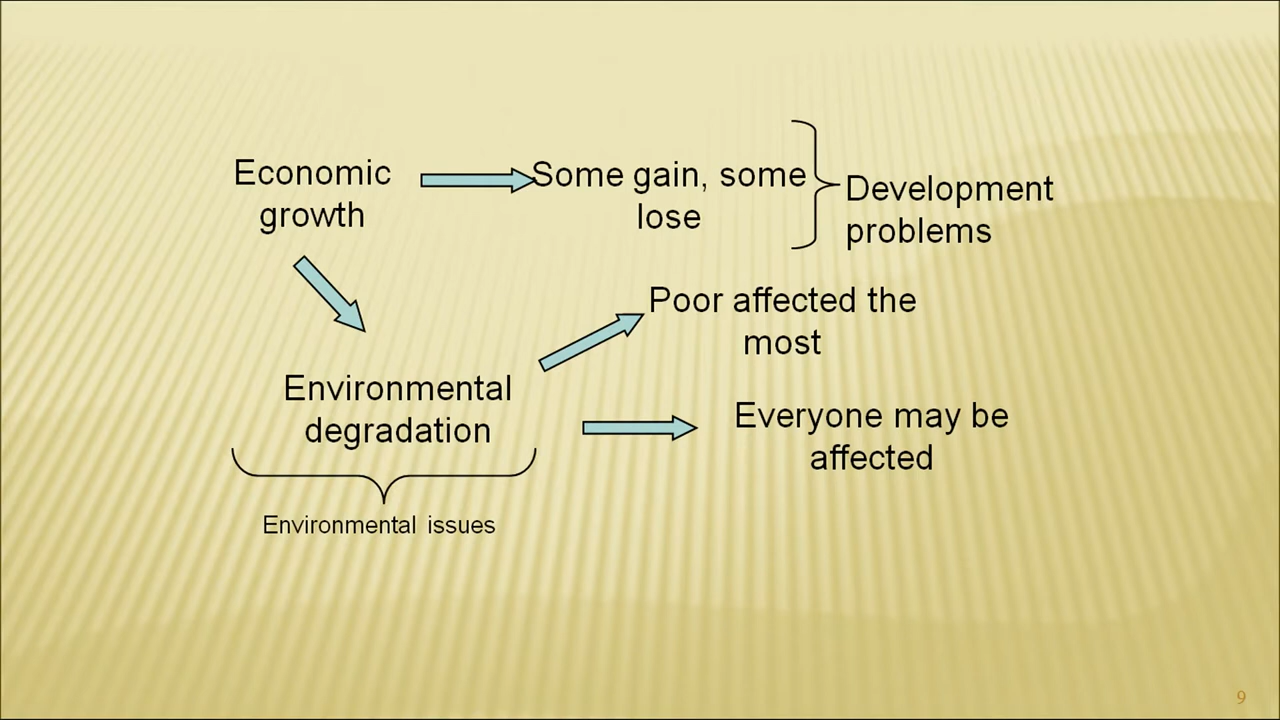 Economic
growth
Some gain, some
lose
Development
problems
Poor affected the
most
Environmental
degradation
Everyone may be
affected
Environmental issues
9